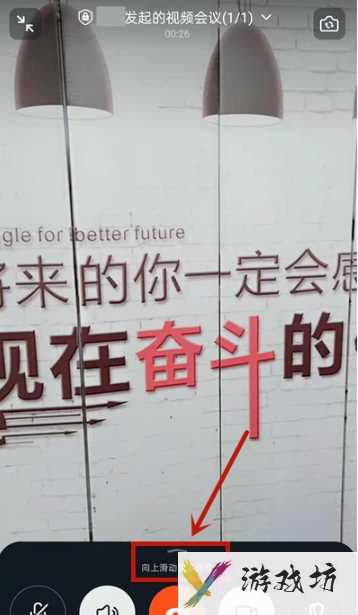 发起的视频会议(1/1)
00:26
gle for better future
将来的你一定会感
现在奋斗的
向上滑动
游戏坊